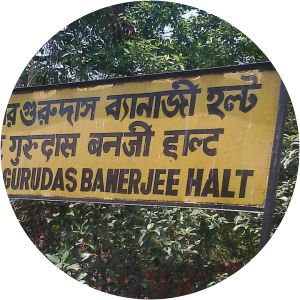 গুরুদাস ব্যানার্জী হল্ট
गुरुदास बनर्जी हाल्ट
GURUDAS BANERJEE HALT